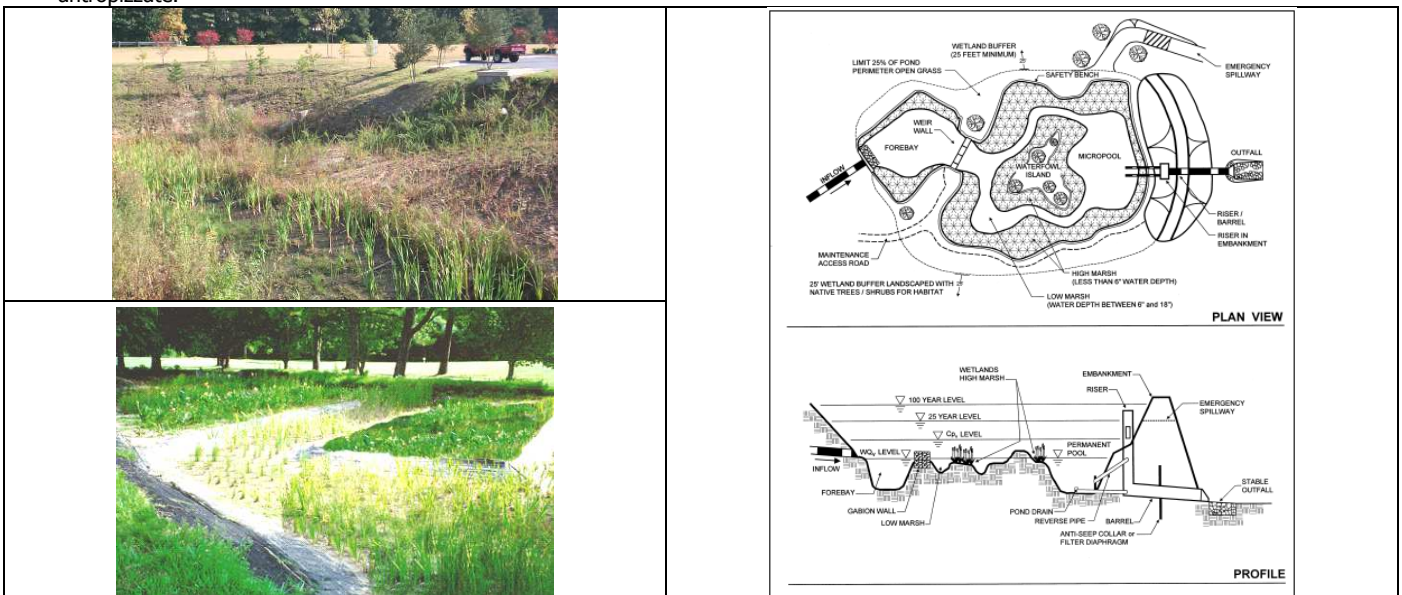 antropizzate.
WETLAND BUFFER
(25 FEET MINIMUM)
LIMIT 25% OF POND
PERIMETER OPEN GRASS
SAFETY BENCH
EMERGENCY
SPILLWAY
WEIR
WALL
FOREBAY
MICROPOOL
OUTFALL
WATERFOWL
ISLAND
INFLOW
RISER /
BARREL
RISER IN
EMBANKMENT
MAINTENANCE
ACCESS ROAD
HIGH MARSH
(LESS THAN 6" WATER DEPTH)
25' WETLAND BUFFER LANDSCAPED WITH
NATIVE TREES / SHRUBS FOR HABITAT
LOW MARSH
(WATER DEPTH BETWEEN 6" and 18")
PLAN VIEW
WETLANDS
HIGH MARSH
EMBANKMENT
RISER
100 YEAR LEVEL
EMERGENCY
SPILLWAY
25 YEAR LEVEL
Cpv LEVEL
PERMANENT
POOL
WQv LEVEL
INFLOW
FOREBAY
STABLE
OUTFALL
GABION WALL
POND DRAIN
LOW MARSH
REVERSE PIPE
BARREL
ANTI-SEEP COLLAR or
FILTER DIAPHRAGM
PROFILE